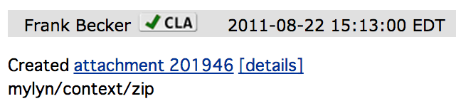 Frank Becker CLA 2011-08-22 15:13:00 EDT
Created attachment 201946 [details]
mylyn/context/zip